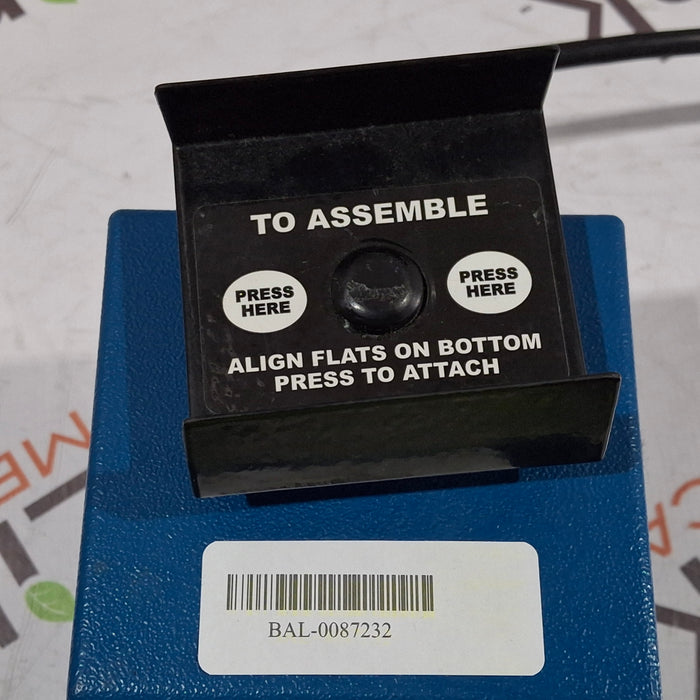 TO ASSEMBLE
PRESS
HERE
PRESS
HERE
ALIGN FLATS ON BOTTOM
PRESS TO ATTACH
BAL-0087232